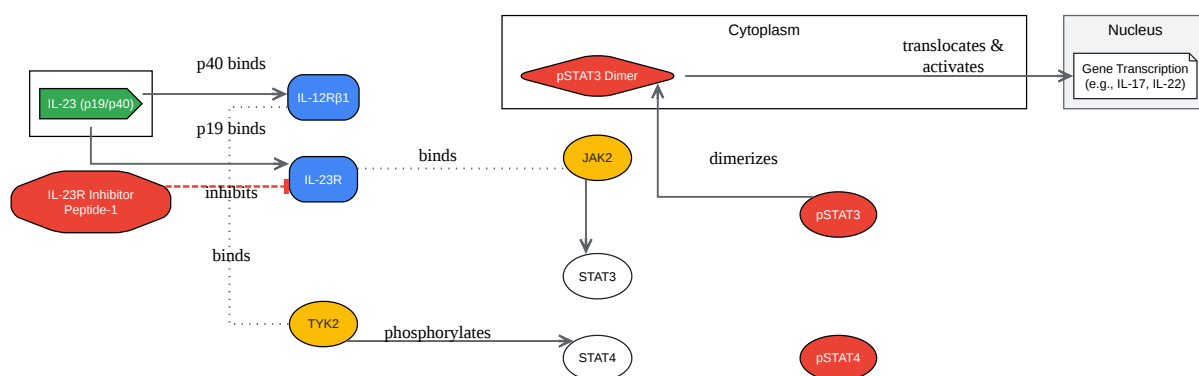 Cytoplasm
Nucleus
translocates &
activates
pSTAT3 Dimer
Gene Transcription
(e.g., IL-17, IL-22)
p40 binds
IL-23 (p19/p40)
IL-12Rβ1
p19 binds
binds
JAK2
dimerizes
IL-23R
inhibits
IL-23R Inhibitor
Peptide-1
pSTAT3
binds
STAT3
TYK2
phosphorylates
STAT4
pSTAT4